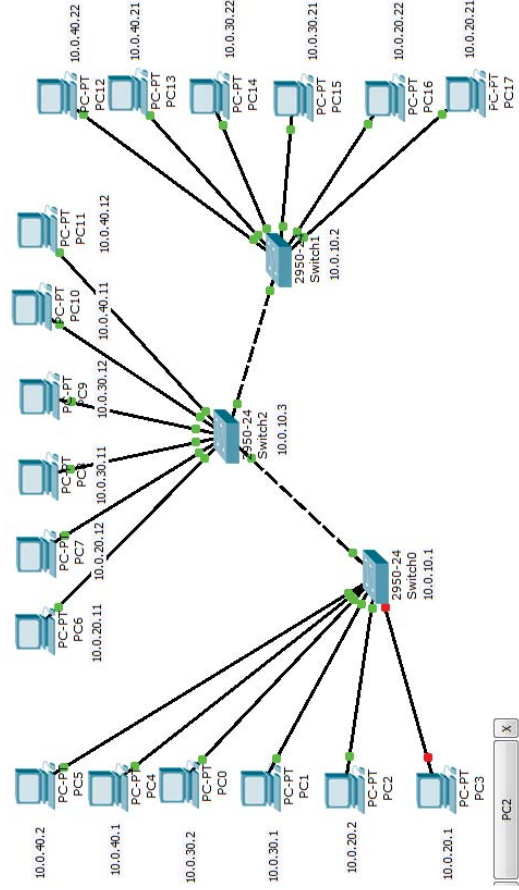 10.0.40.2
PC-PT
PC5
10.0.40.1
PC-PT
PC4
10.0.30.2
PC-PT
PC0
10.0.30.1
PC-PT
PC1
10.0.20.2
PC-PT
PC2
10.0.20.1
PC-PT
PC3
PC-PT
PC6
10.0.20.11
PC-PT
PC7
10.0.20.12
PC-PT
10.0.30.11
PC-PT
PC9
10.0.30.12
PC-PT
PC10
10.0.40.11
PC-PT
PC11
10.0.40.12
2950-24
Switch0
10.0.10.1
2950-24
Switch2
10.0.10.3
2950-2
Switch1
10.0.10.2
10.0.40.22
PC-PT
PC12
10.0.40.21
PC-PT
PC13
10.0.30.22
PC-PT
PC14
10.0.30.21
PC-PT
PC15
10.0.20.22
PC-PT
PC16
10.0.20.21
PC-PT
PC17
PC2
X